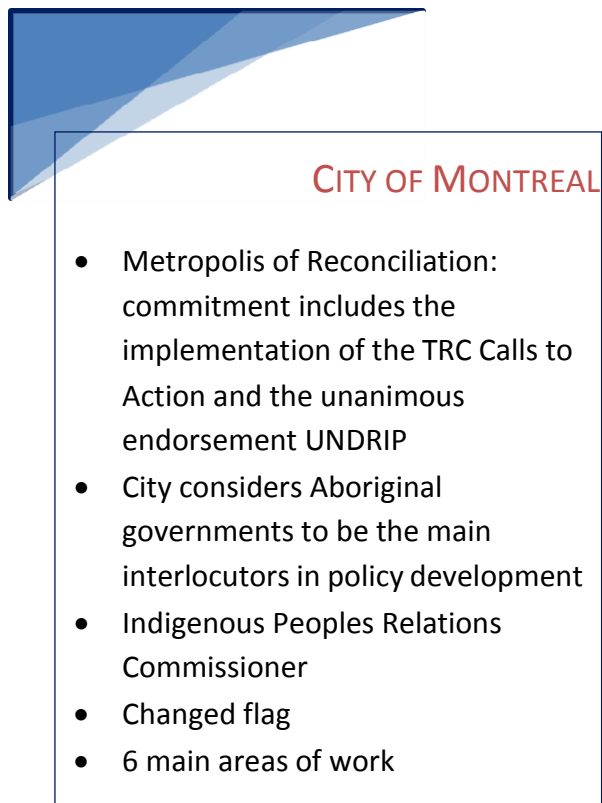 CITY OF MONTREAL
• Metropolis of Reconciliation:
commitment includes the
implementation of the TRC Calls to
Action and the unanimous
endorsement UNDRIP
• City considers Aboriginal
governments to be the main
interlocutors in policy development
• Indigenous Peoples Relations
Commissioner
• Changed flag
• 6 main areas of work